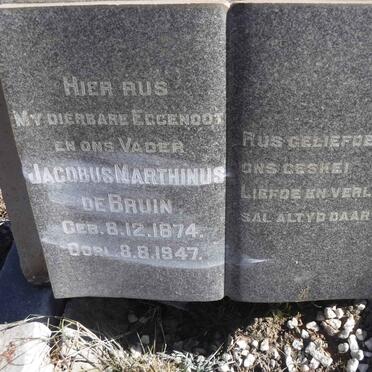 HIER RUS
MY DIERBARE EGGENOOT
EN ONS VADER
JACOBUS MARTHINUS
DE BRUIN
GEB. 8.12.1874.
OORL. 8.8.1947.
RUS GELIEFDE
ONS GESKEI
LIEFDE EN VERL
SAL ALTYD DAAR